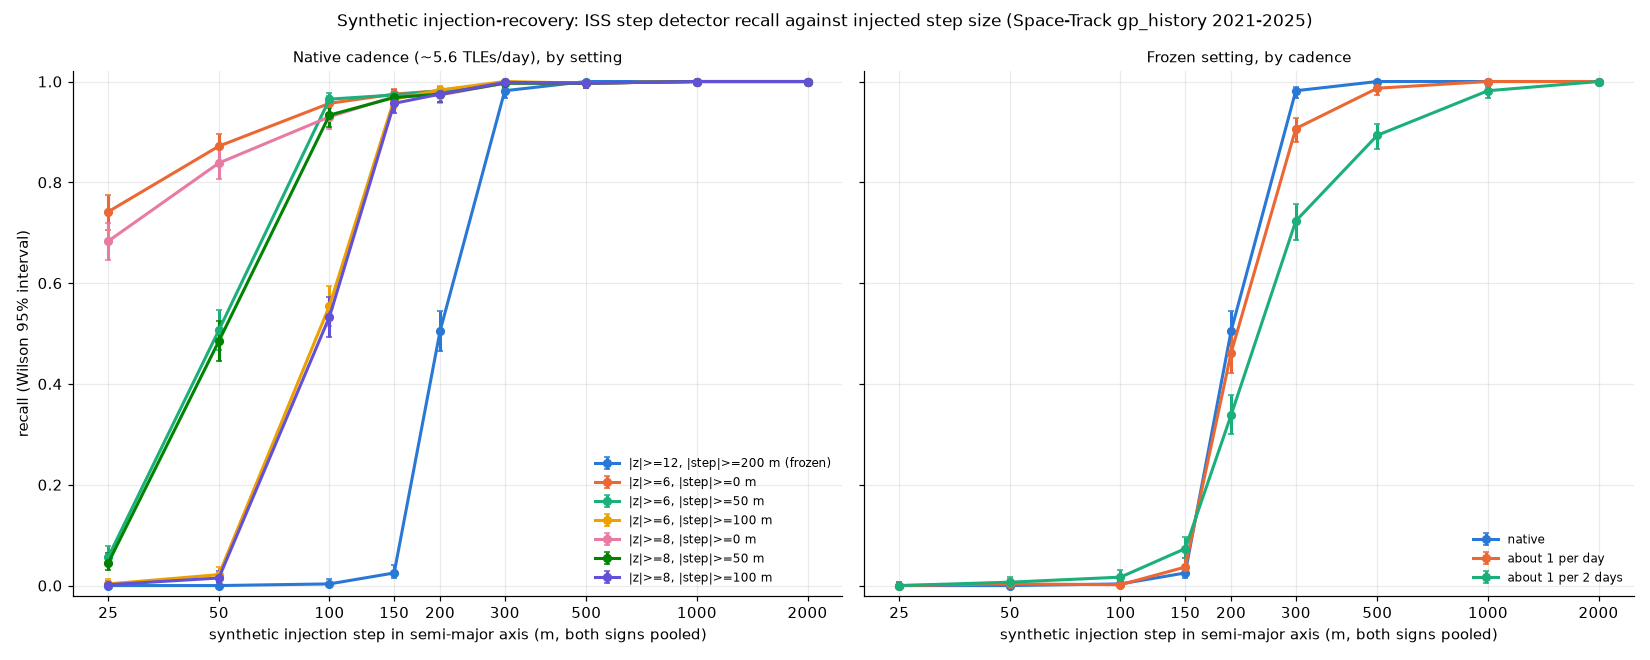 Synthetic injection-recovery: ISS step detector recall against injected step size (Space-Track gp_history 2021-2025)
Native cadence (~5.6 TLEs/day), by setting
recall (Wilson 95% interval)
1.0
0.8
0.6
0.4
0.2
0.0
|z|>=12, |step|>=200 m (frozen)
|z|>=6, |step|>=0 m
|z|>=6, |step|>=50 m
|z|>=6, |step|>=100 m
|z|>=8, |step|>=0 m
|z|>=8, |step|>=50 m
|z|>=8, |step|>=100 m
25 50 100 150 200 300 500 1000 2000
synthetic injection step in semi-major axis (m, both signs pooled)
Frozen setting, by cadence
native
about 1 per day
about 1 per 2 days
25 50 100 150 200 300 500 1000 2000
synthetic injection step in semi-major axis (m, both signs pooled)